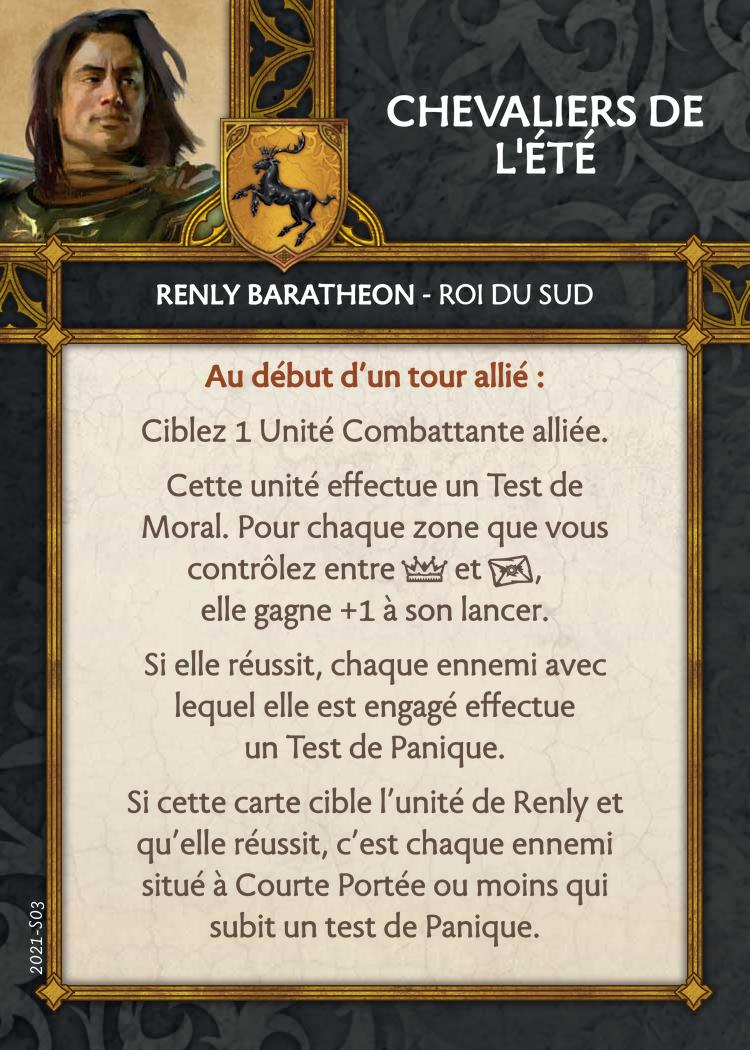 CHEVALIERS DE
L'ÉTÉ
RENLY BARATHEON - ROI DU SUD
Au début d’un tour allié :
Ciblez 1 Unité Combattante alliée.
Cette unité effectue un Test de
Moral. Pour chaque zone que vous
contrôlez entre et ,
elle gagne +1 à son lancer.
Si elle réussit, chaque ennemi avec
lequel elle est engagé effectue
un Test de Panique.
Si cette carte cible l’unité de Renly et
qu’elle réussit, c’est chaque ennemi
situé à Courte Portée ou moins qui
subit un test de Panique.
2021-S03